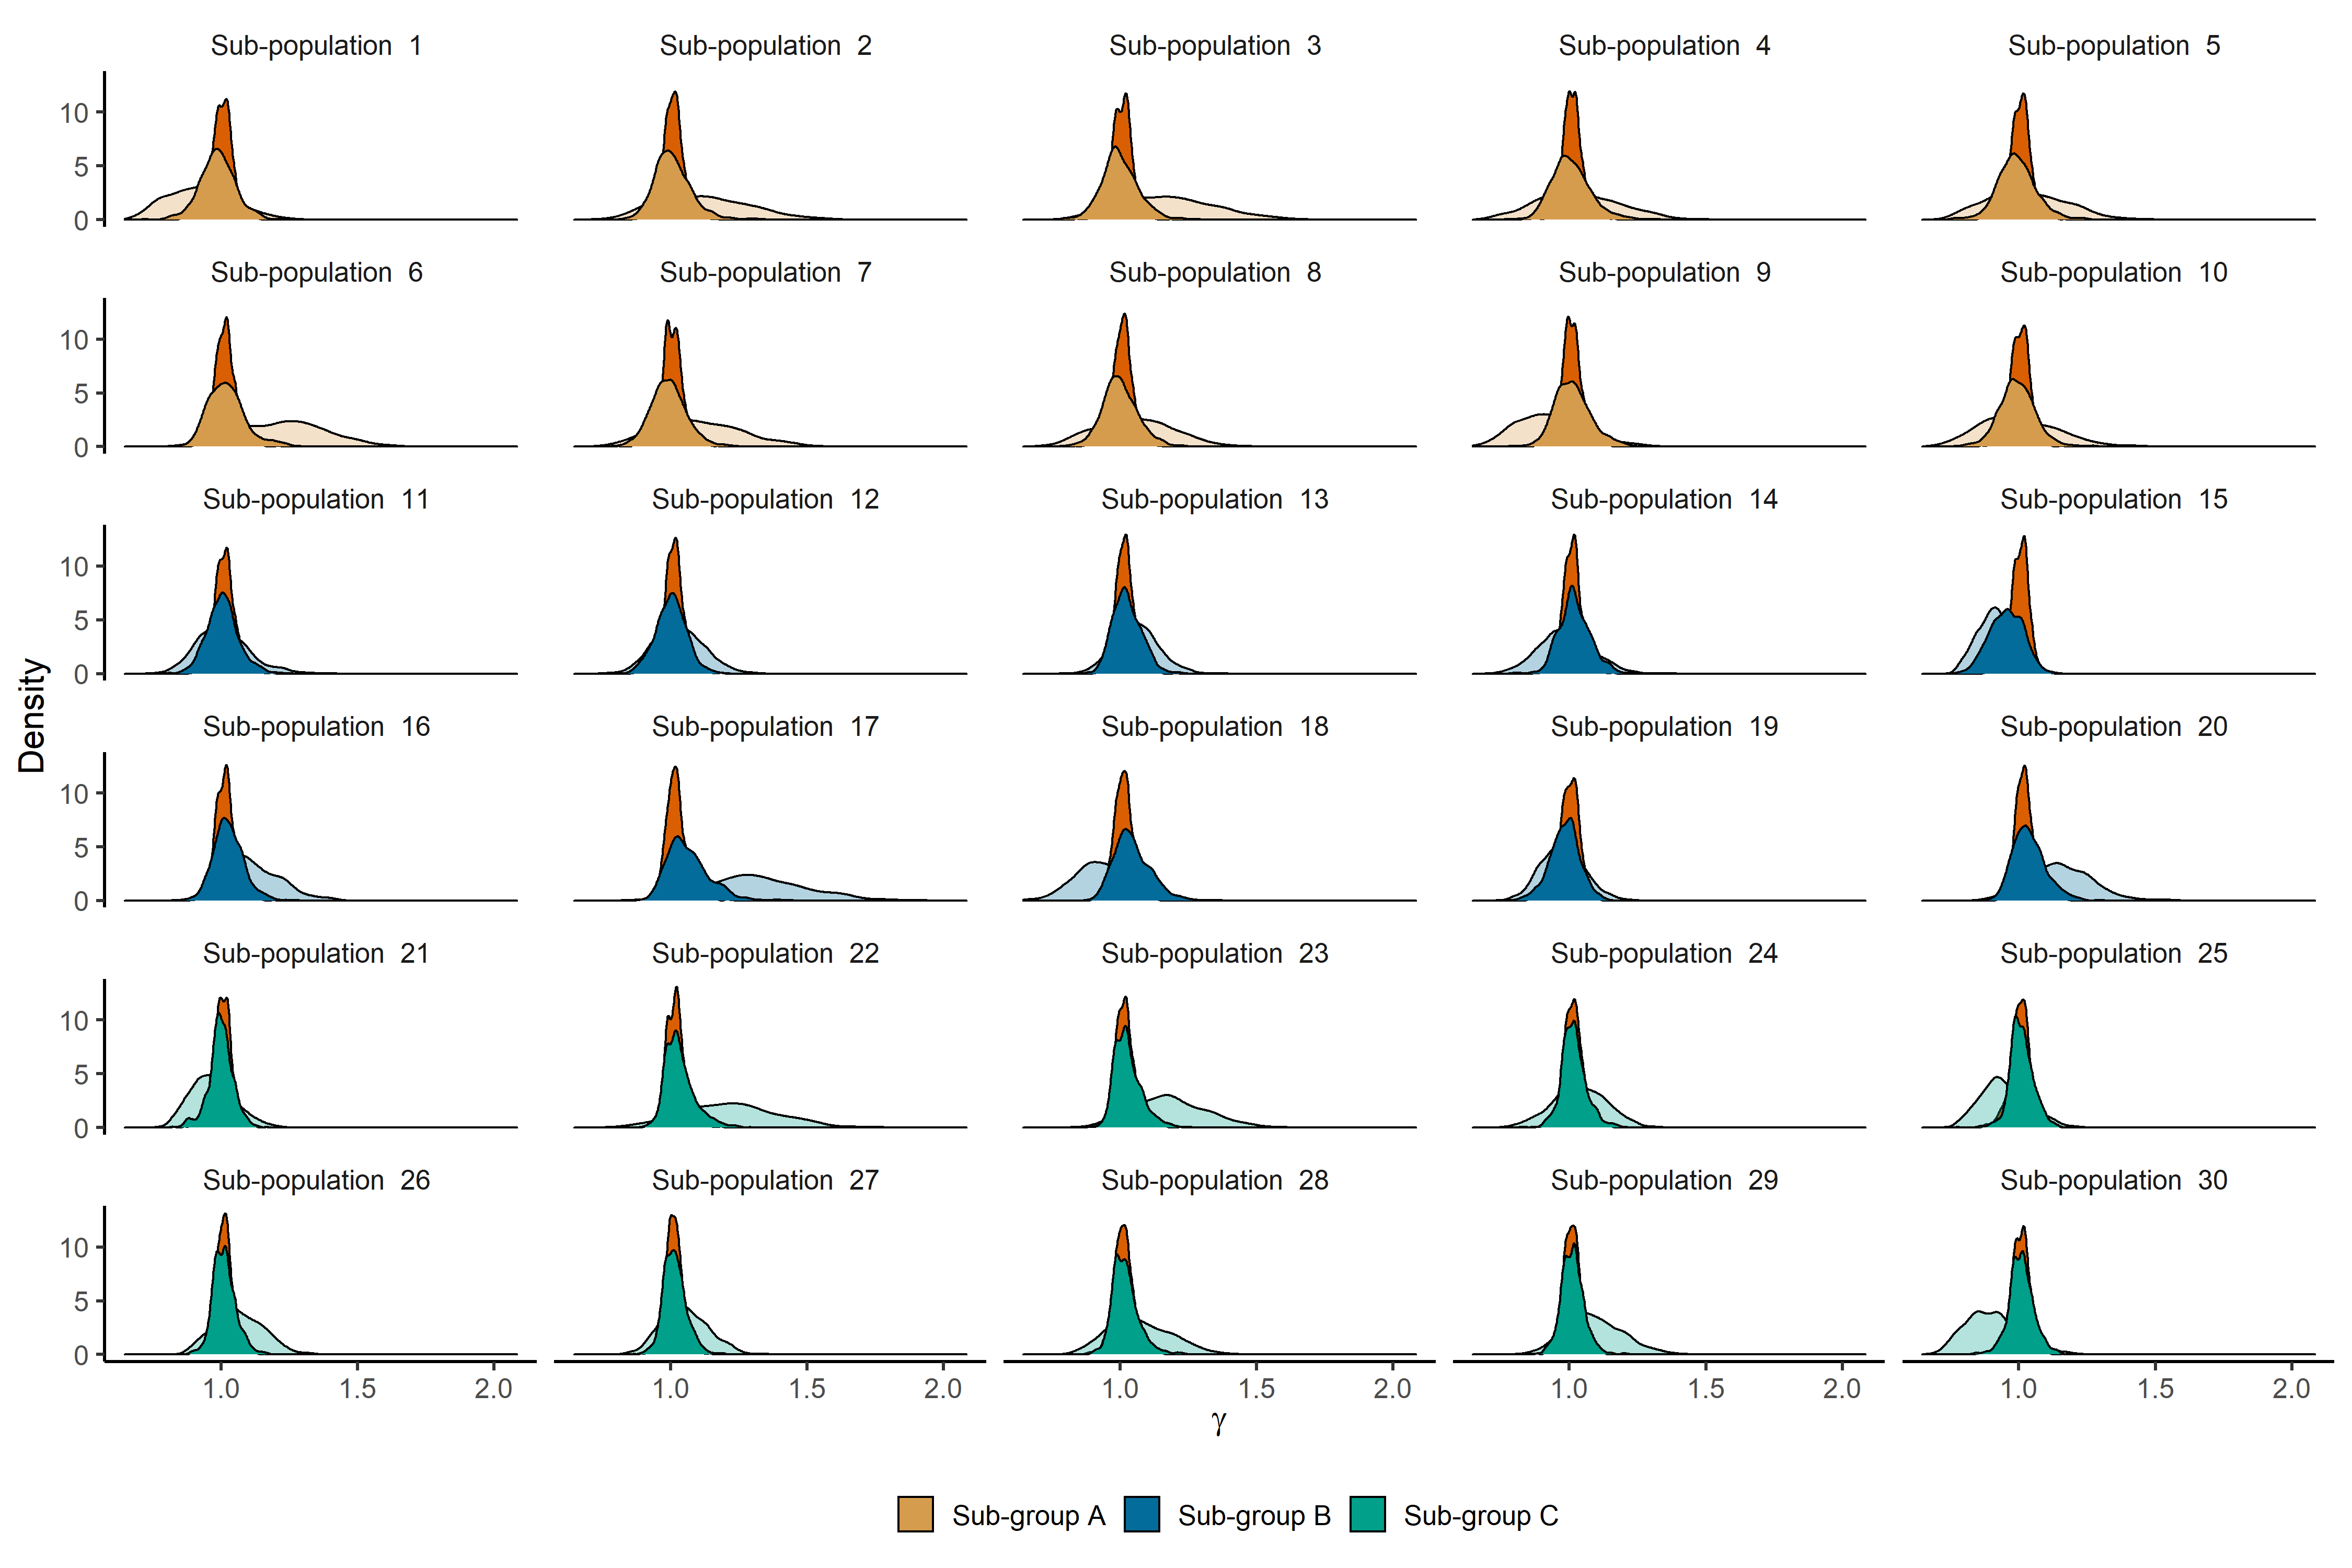 Sub-population 1 Sub-population 2 Sub-population 3 Sub-population 4 Sub-population 5
10
5
0
Sub-population 6 Sub-population 7 Sub-population 8 Sub-population 9 Sub-population 10
10
5
0
Sub-population 11 Sub-population 12 Sub-population 13 Sub-population 14 Sub-population 15
10
5
0
Density
Sub-population 16 Sub-population 17 Sub-population 18 Sub-population 19 Sub-population 20
10
5
0
Sub-population 21 Sub-population 22 Sub-population 23 Sub-population 24 Sub-population 25
10
5
0
Sub-population 26 Sub-population 27 Sub-population 28 Sub-population 29 Sub-population 30
10
5
0
1.0 1.5 2.0 1.0 1.5 2.0 1.0 1.5 2.0 1.0 1.5 2.0 1.0 1.5 2.0
γ
Sub-group A Sub-group B Sub-group C